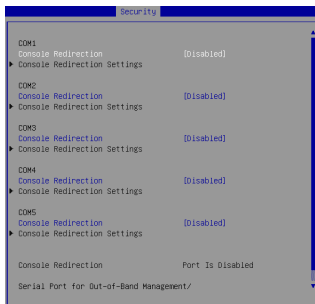 Security
COM1
Console Redirection [Disabled]
Console Redirection Settings
COM2
Console Redirection [Disabled]
Console Redirection Settings
COM3
Console Redirection [Disabled]
Console Redirection Settings
COM4
Console Redirection [Disabled]
Console Redirection Settings
COM5
Console Redirection [Disabled]
Console Redirection Settings
Console Redirection Port Is Disabled
Serial Port for Out-of-Band Management/